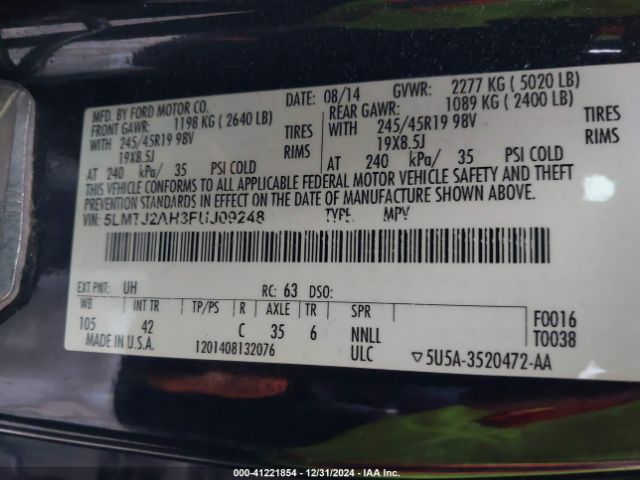 MFD. BY FORD MOTOR CO. DATE: 08/14 GVWR: 2277 KG ( 5020 LB)
FRONT GAWR: 1198 KG ( 2640 LB) REAR GAWR: 1089 KG ( 2400 LB)
WITH 245/45R19 98V TIRES WITH 245/45R19 98V TIRES
19X8.5J RIMS 19X8.5J RIMS
AT 240 kPa/ 35 PSI COLD AT 240 kPa/ 35 PSI COLD
THIS VEHICLE CONFORMS TO ALL APPLICABLE FEDERAL MOTOR VEHICLE SAFETY AND THEFT
PREVENTION STANDARDS IN EFFECT ON THE DATE OF MANUFACTURE SHOWN ABOVE.
VIN: 5LMTJ2AH3FUJ09248 TYPE: MPV
EXT PNT: UH RC: 63 DSO:
WB INT TR TP/PS R AXLE TR SPR F0016
105 42 C 35 6 NNLL T0038
MADE IN U.S.A. 1201408132076 ULC ▽5U5A-3520472-AA
000-41221854 - 12/31/2024 - IAA Inc.